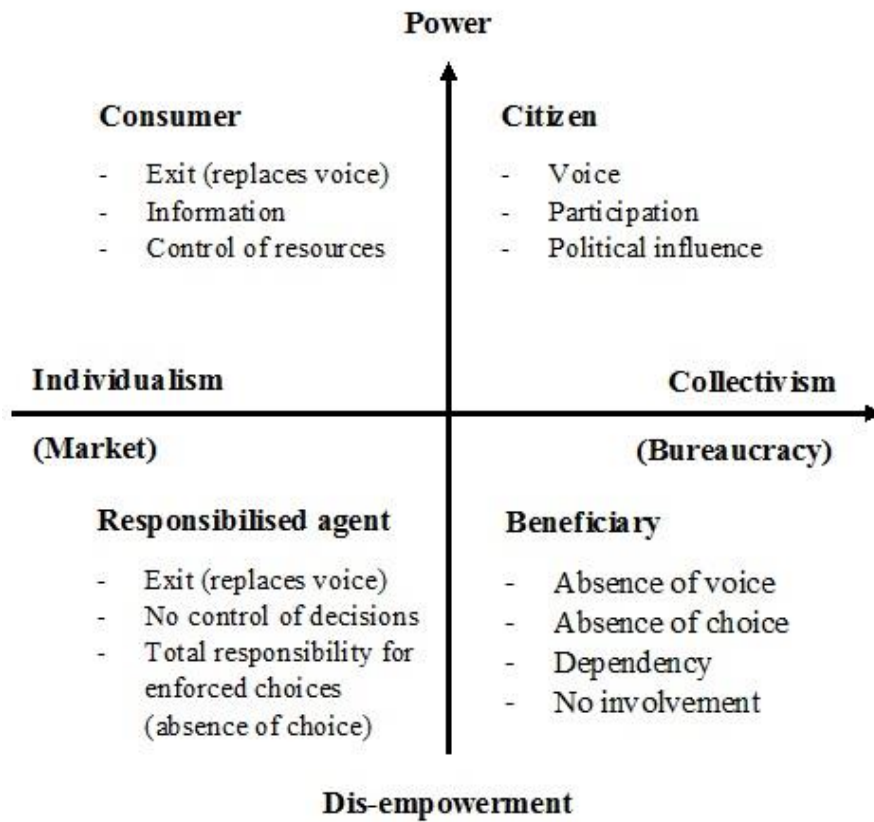 Power
Consumer
- Exit (replaces voice)
- Information
- Control of resources
Citizen
- Voice
- Participation
- Political influence
Individualism
(Market)
Collectivism
(Bureaucracy)
Responsibilised agent
- Exit (replaces voice)
- No control of decisions
- Total responsibility for
enforced choices
(absence of choice)
Beneficiary
- Absence of voice
- Absence of choice
- Dependency
- No involvement
Dis-empowerment